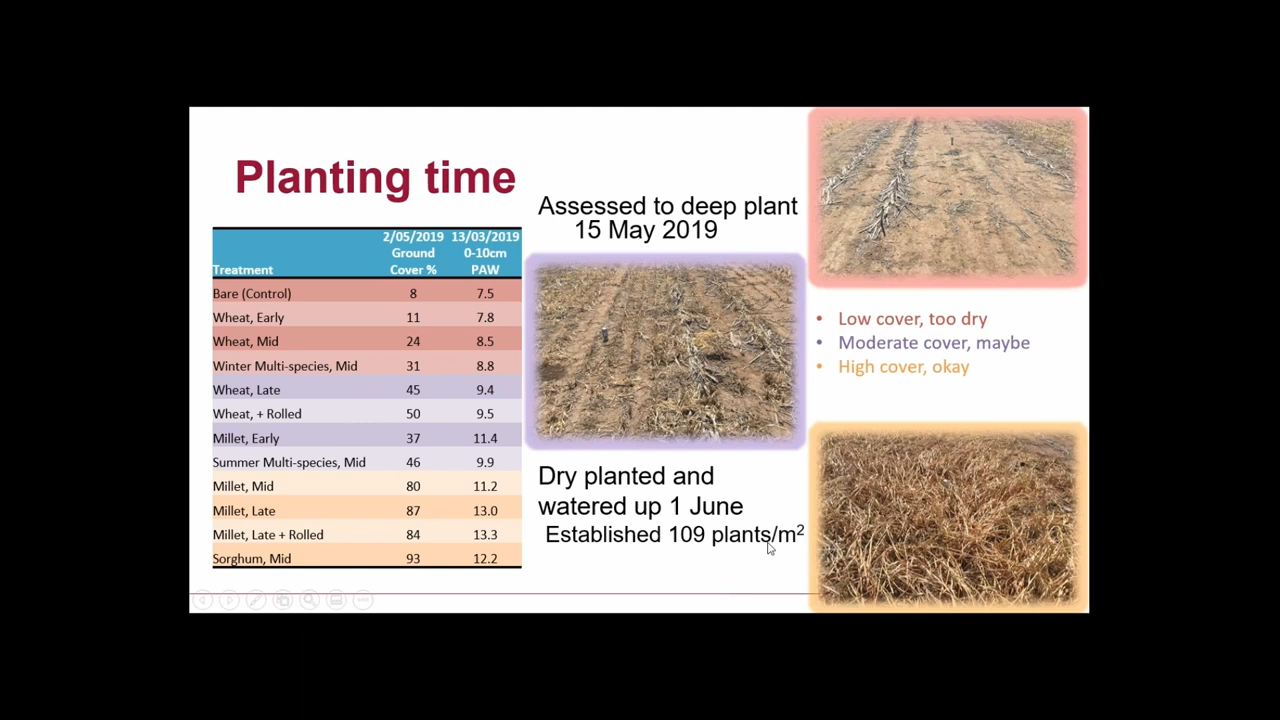 Planting time
Treatment 2/05/2019 Ground Cover % 13/03/2019 0-10cm PAW
Bare (Control) 8 7.5
Wheat, Early 11 7.8
Wheat, Mid 24 8.5
Winter Multi-species, Mid 31 8.8
Wheat, Late 45 9.4
Wheat, + Rolled 50 9.5
Millet, Early 37 11.4
Summer Multi-species, Mid 46 9.9
Millet, Mid 80 11.2
Millet, Late 87 13.0
Millet, Late + Rolled 84 13.3
Sorghum, Mid 93 12.2
Assessed to deep plant
15 May 2019
Dry planted and
watered up 1 June
Established 109 plants/m²
• Low cover, too dry
• Moderate cover, maybe
• High cover, okay